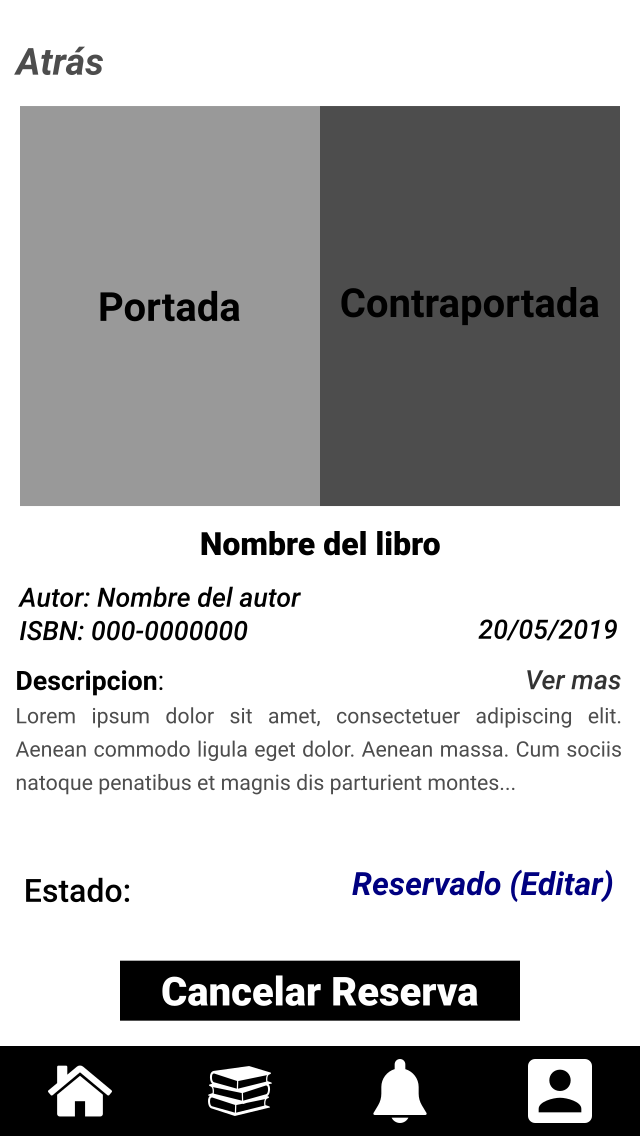 Atrás
Portada
Contraportada
Nombre del libro
Autor: Nombre del autor
ISBN: 000-0000000
20/05/2019
Descripcion:
Ver mas
Lorem ipsum dolor sit amet, consectetuer adipiscing elit.
Aenean commodo ligula eget dolor. Aenean massa. Cum sociis
natoque penatibus et magnis dis parturient montes...
Estado:
Reservado (Editar)
Cancelar Reserva